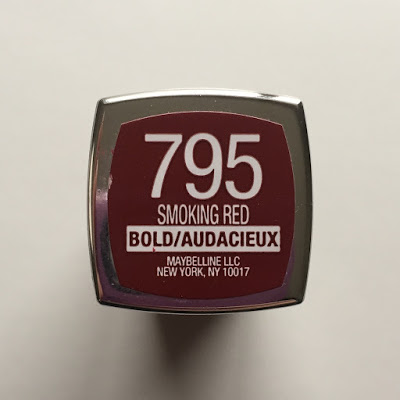 795
SMOKING RED
BOLD/AUDACIEUX
MAYBELLINE LLC
NEW YORK, NY 10017